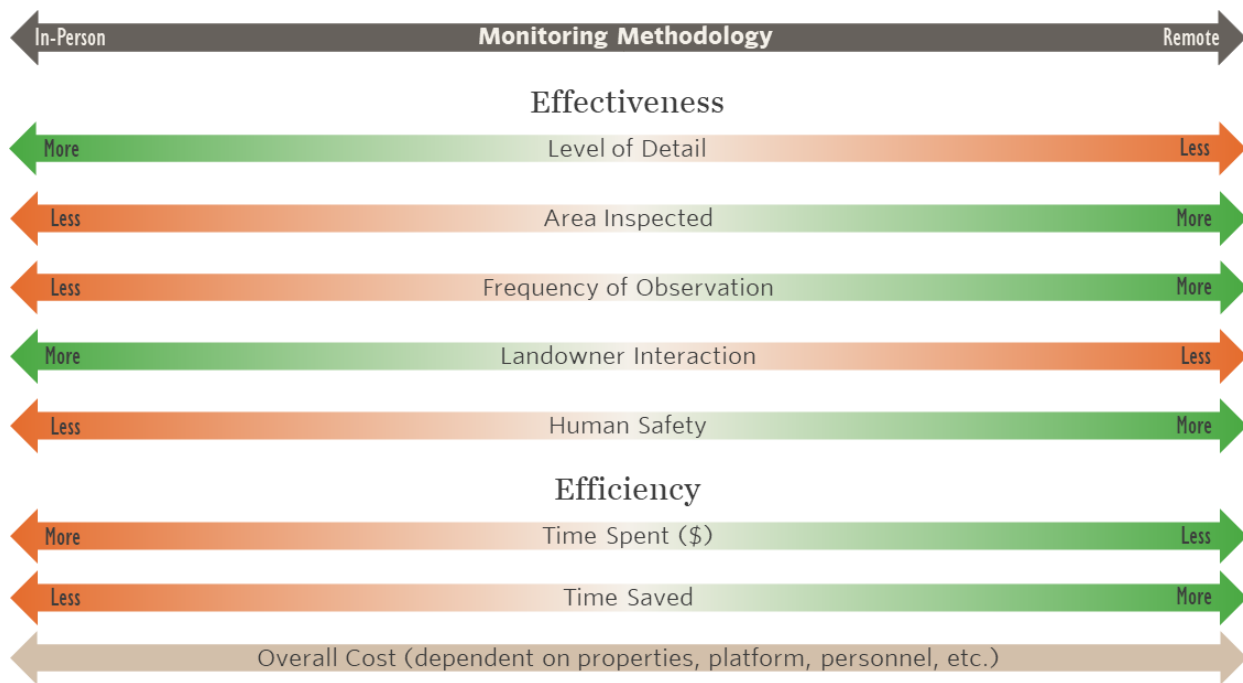 In-Person Monitoring Methodology Remote
Effectiveness
More Level of Detail Less
Less Area Inspected More
Less Frequency of Observation More
More Landowner Interaction Less
Less Human Safety More
Efficiency
More Time Spent ($) Less
Less Time Saved More
Overall Cost (dependent on properties, platform, personnel, etc.)